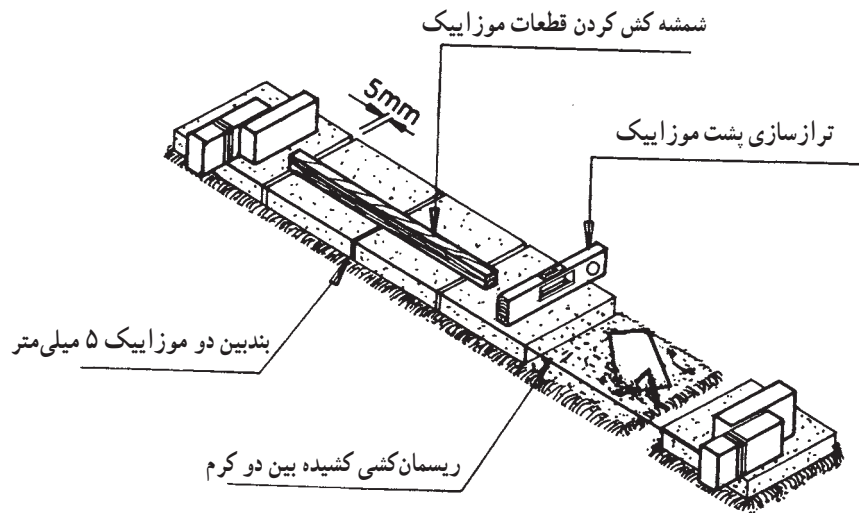 شمشه کش کردن قطعات موزاییک
5mm
ترازسازی پشت موزاییک
بندبین دو موزاییک ۵ میلی‌متر
ریسمان‌کشی کشیده بین دو کرم